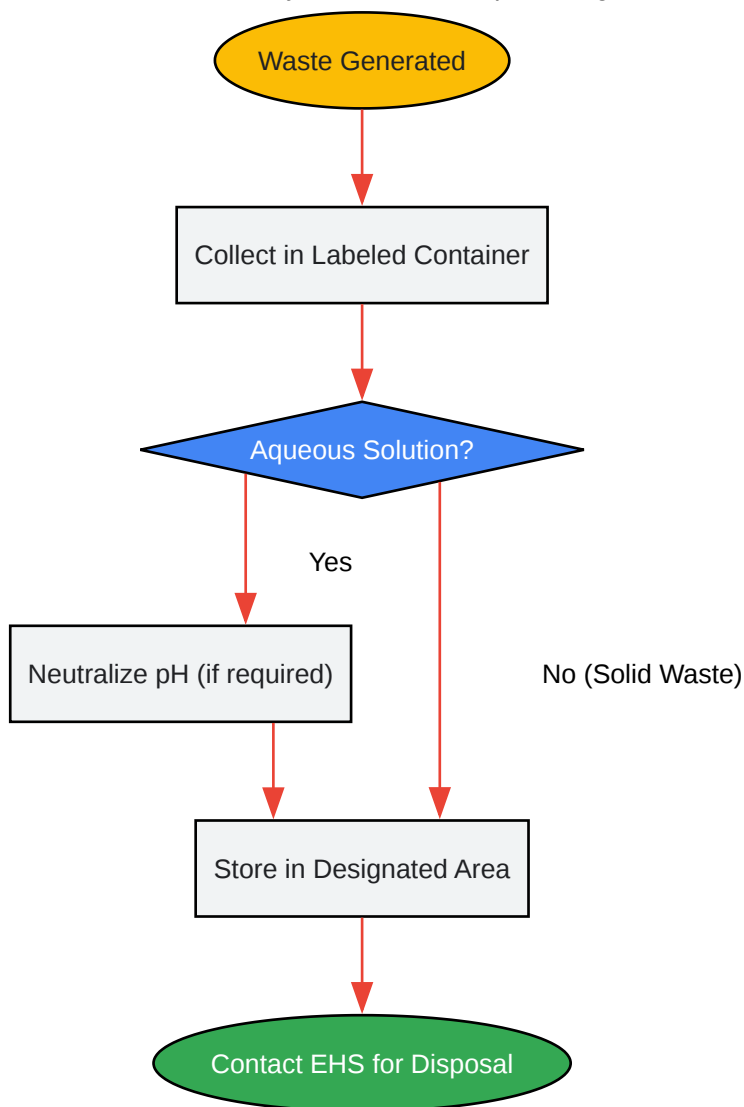 Waste Generated
Collect in Labeled Container
Aqueous Solution?
Yes
Neutralize pH (if required)
No (Solid Waste)
Store in Designated Area
Contact EHS for Disposal